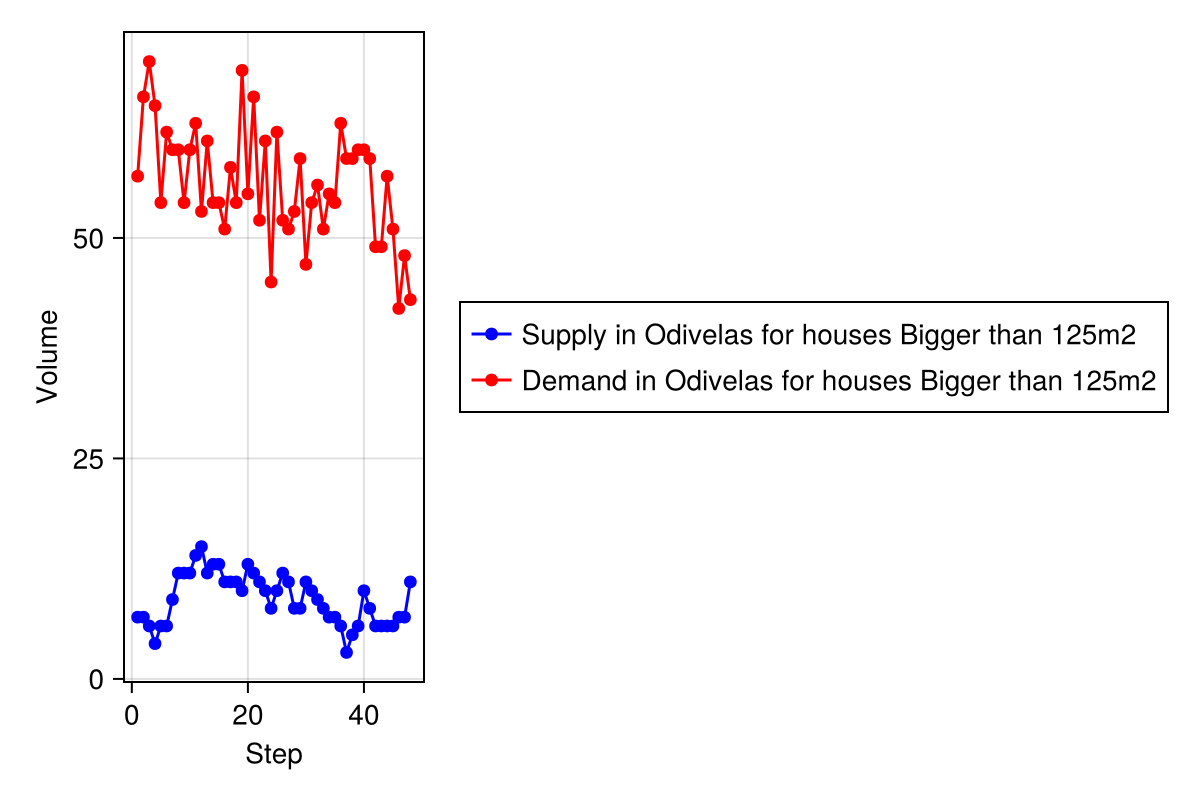 50
25
0
Volume
0 20 40
Step
Supply in Odivelas for houses Bigger than 125m2
Demand in Odivelas for houses Bigger than 125m2